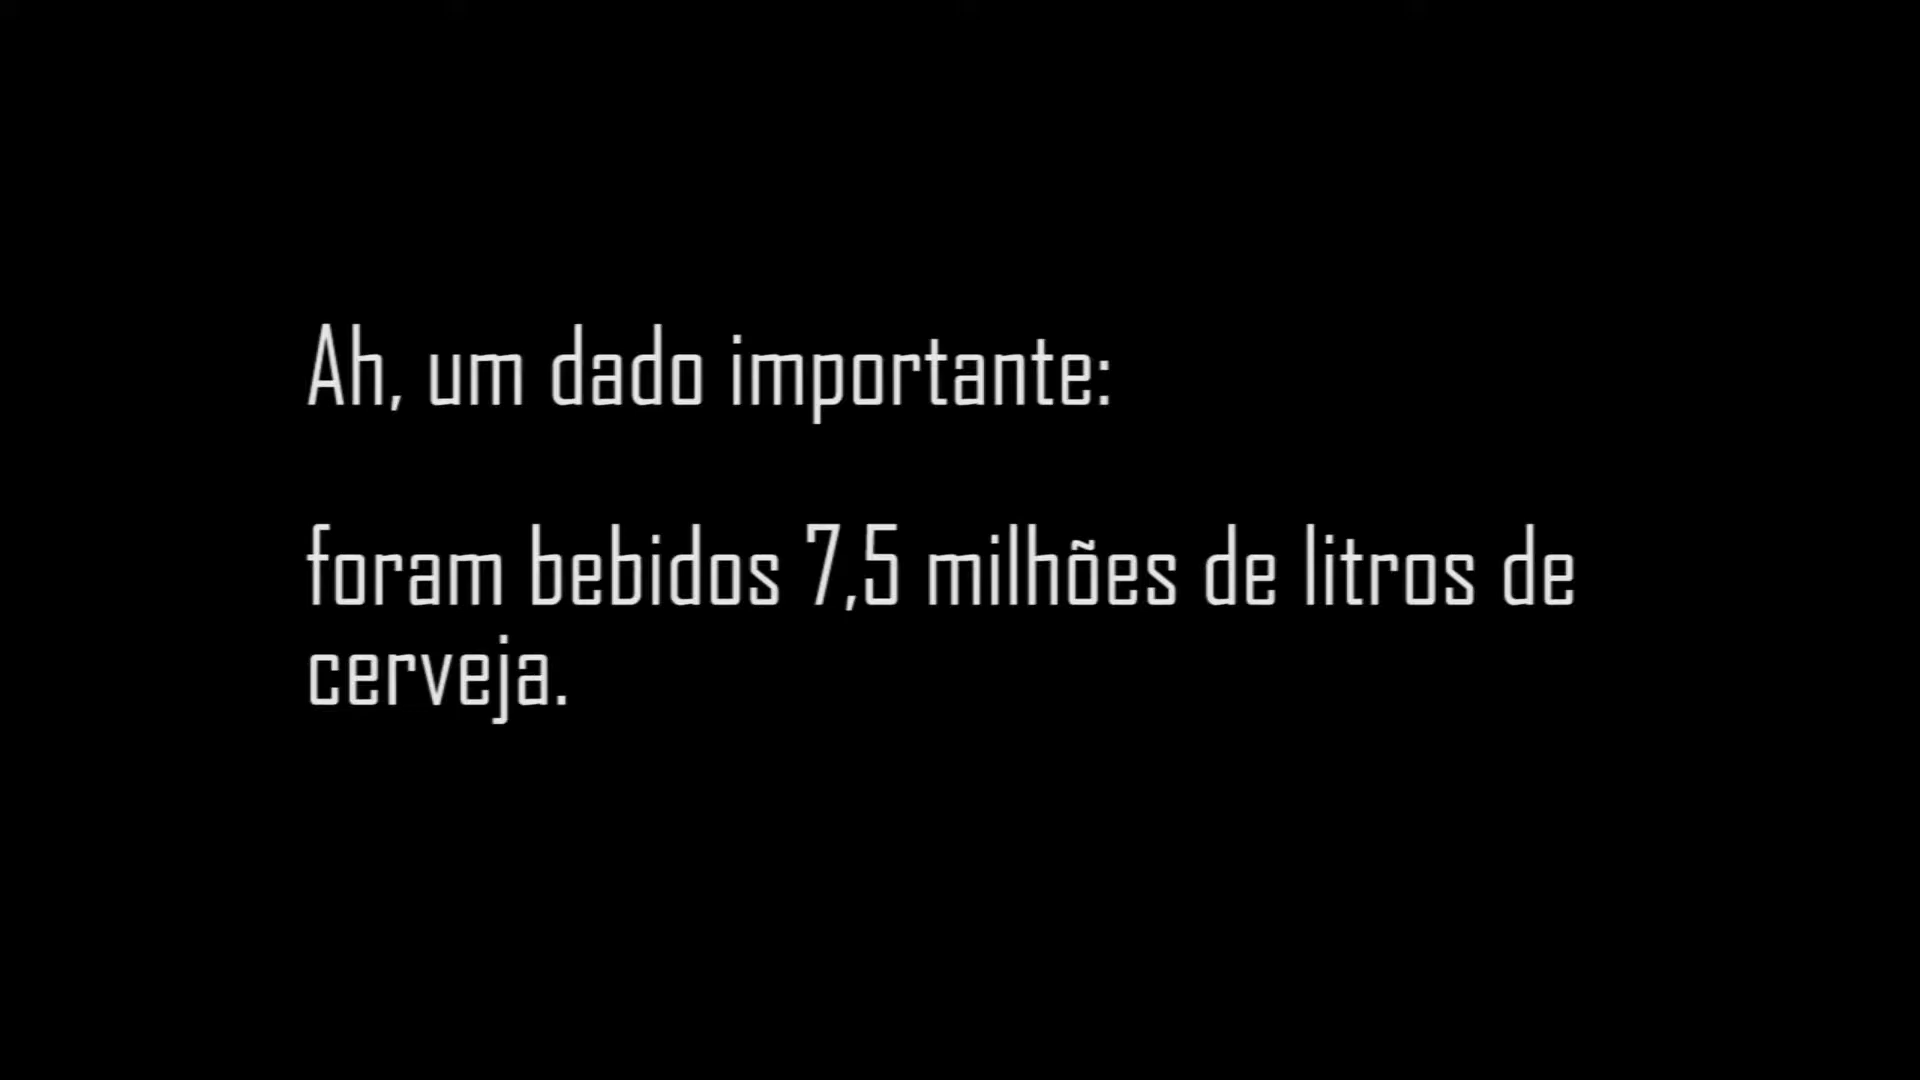 Ah, um dado importante:
foram bebidos 7,5 milhões de litros de
cerveja.